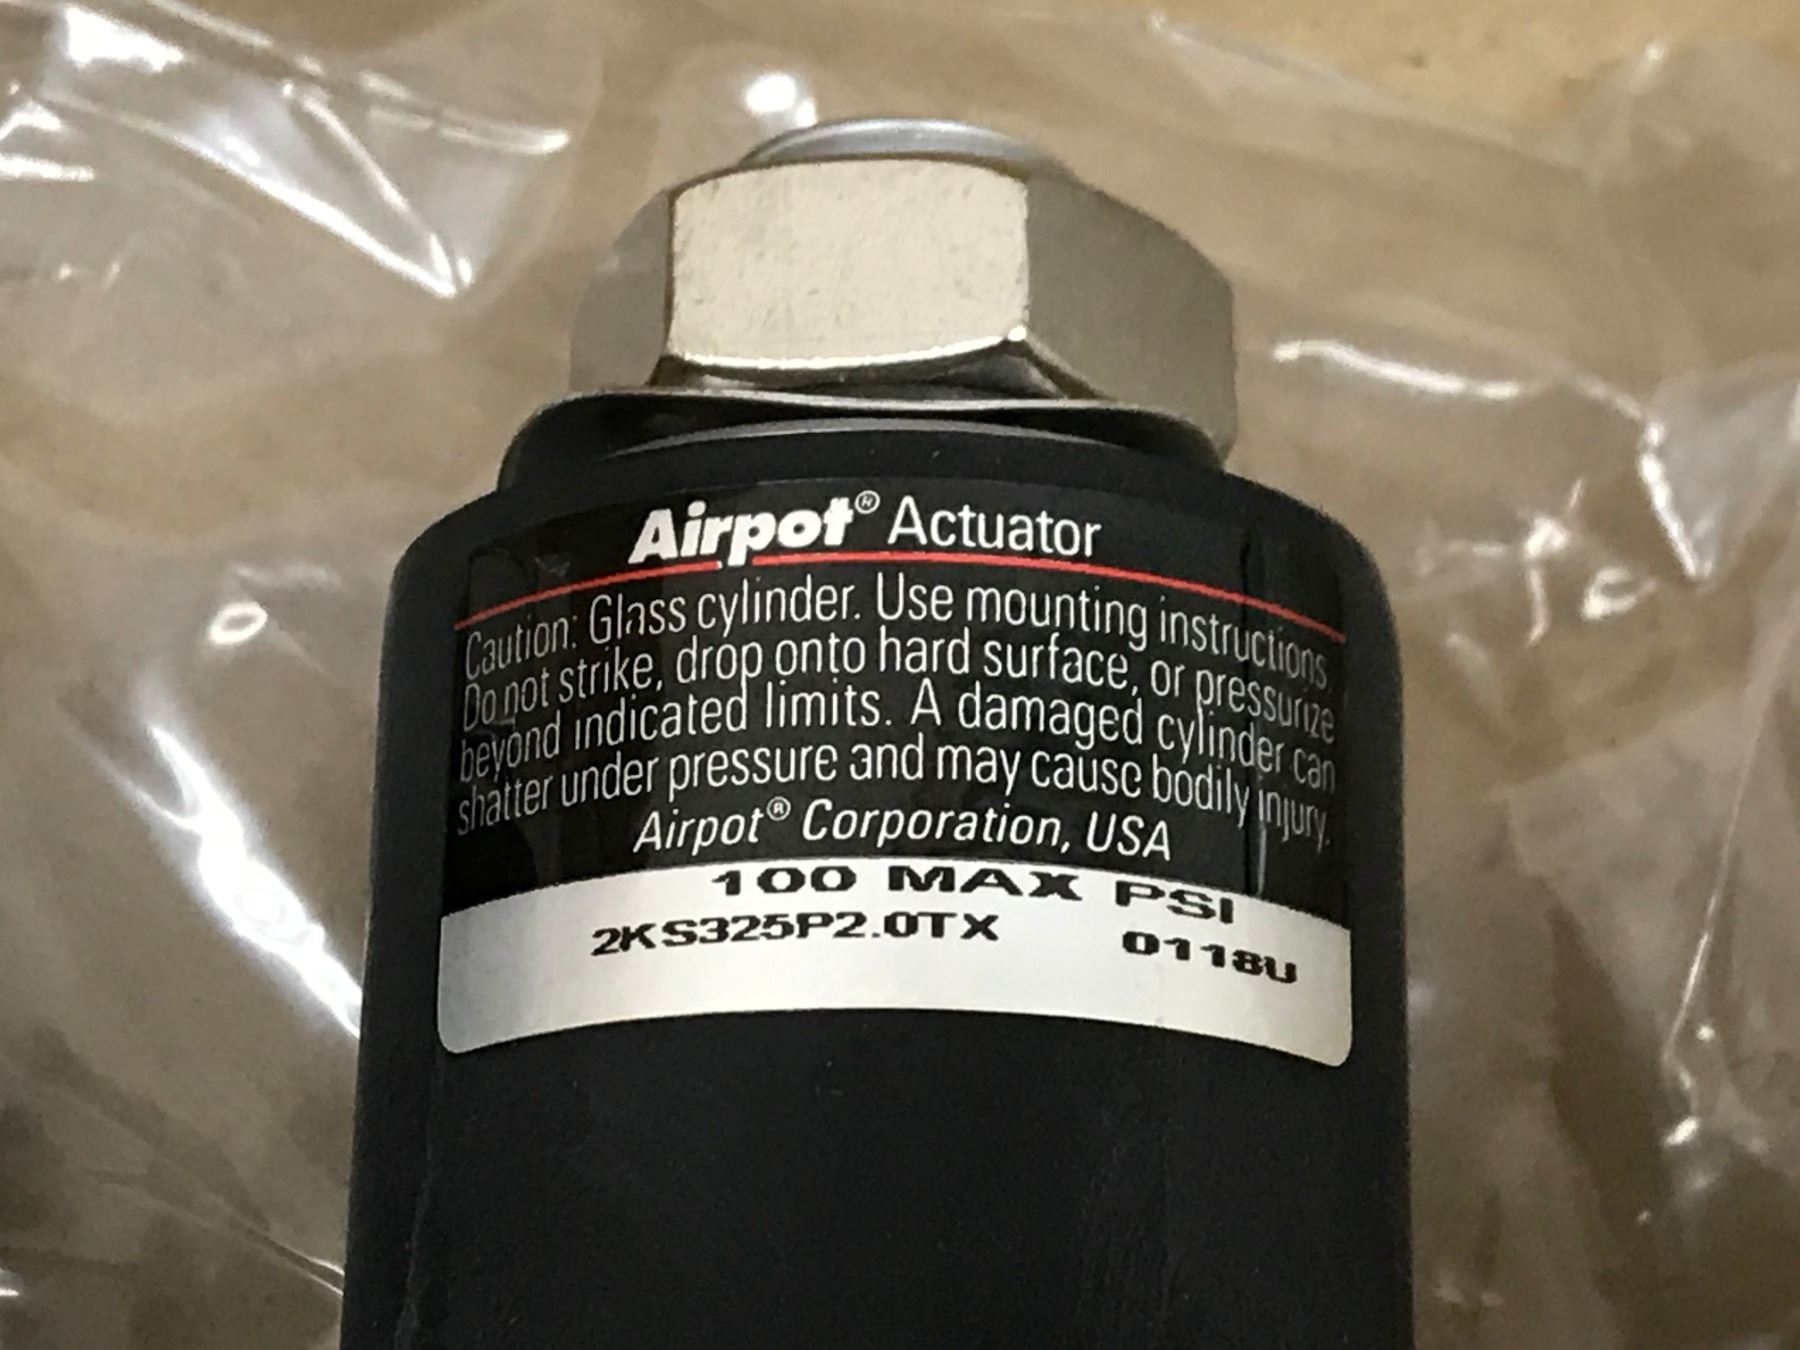 Airpot® Actuator
Caution: Glass cylinder. Use mounting instructions.
Do not strike, drop onto hard surface, or pressurize
beyond indicated limits. A damaged cylinder can
shatter under pressure and may cause bodily injury.
Airpot® Corporation, USA
100 MAX PSI
2KS325P2.0TX 0118U